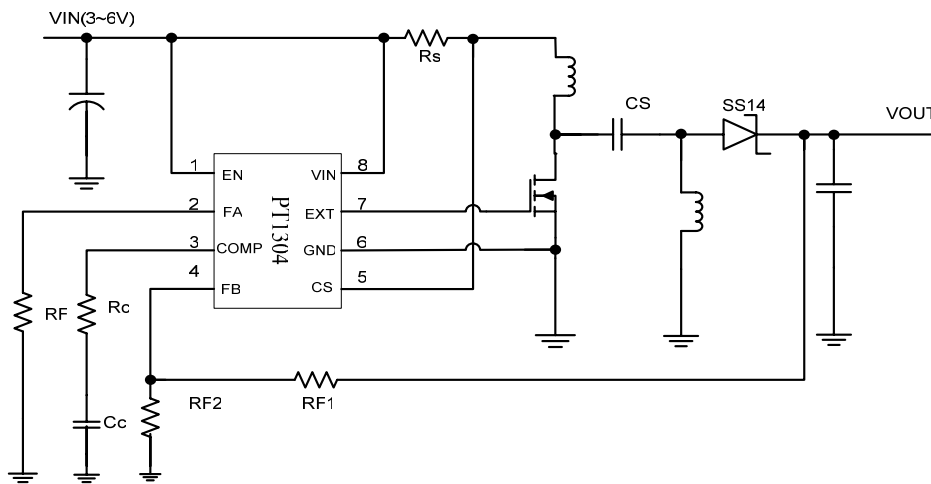 VIN(3~6V)
Rs
CS
SS14
VOUT
1
EN
VIN
8
2
FA
EXT
7
3
COMP
GND
6
4
FB
CS
5
PT1304
RF
Rc
Cc
RF2
RF1